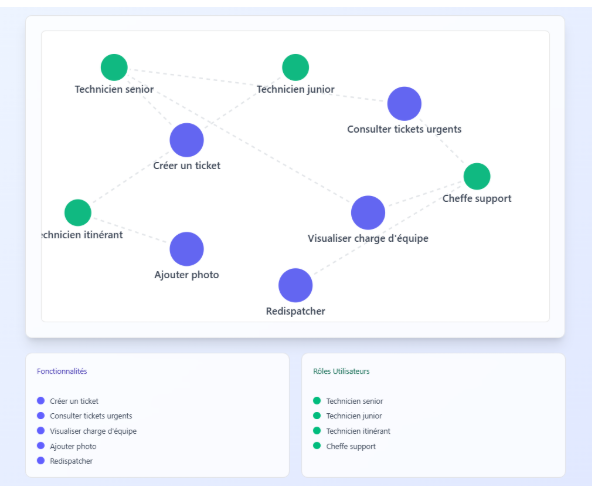 Technicien senior
Technicien junior
Consulter tickets urgents
Créer un ticket
Cheffe support
chnicien itinérant
Visualiser charge d'équipe
Ajouter photo
Redispatcher
Fonctionnalités
Créer un ticket
Consulter tickets urgents
Visualiser charge d'équipe
Ajouter photo
Redispatcher
Rôles Utilisateurs
Technicien senior
Technicien junior
Technicien itinérant
Cheffe support